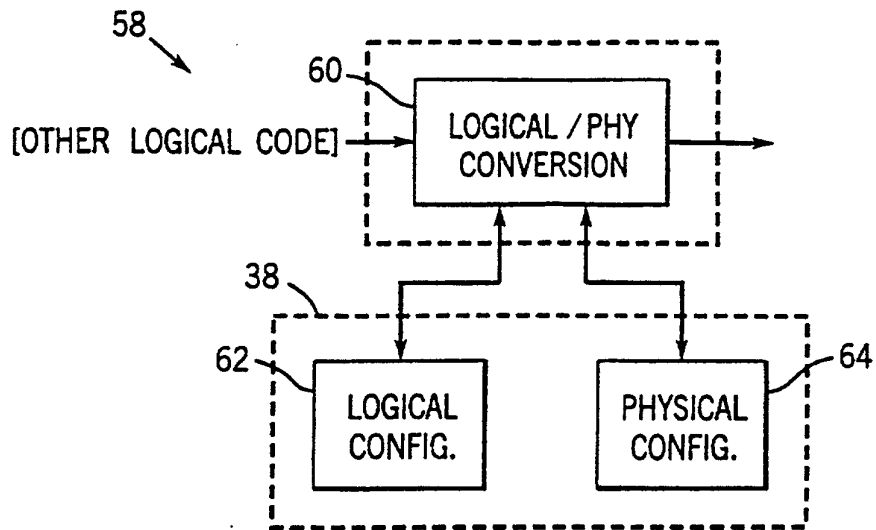 58
60
[OTHER LOGICAL CODE]
LOGICAL / PHY
CONVERSION
38
62
64
LOGICAL
CONFIG.
PHYSICAL
CONFIG.